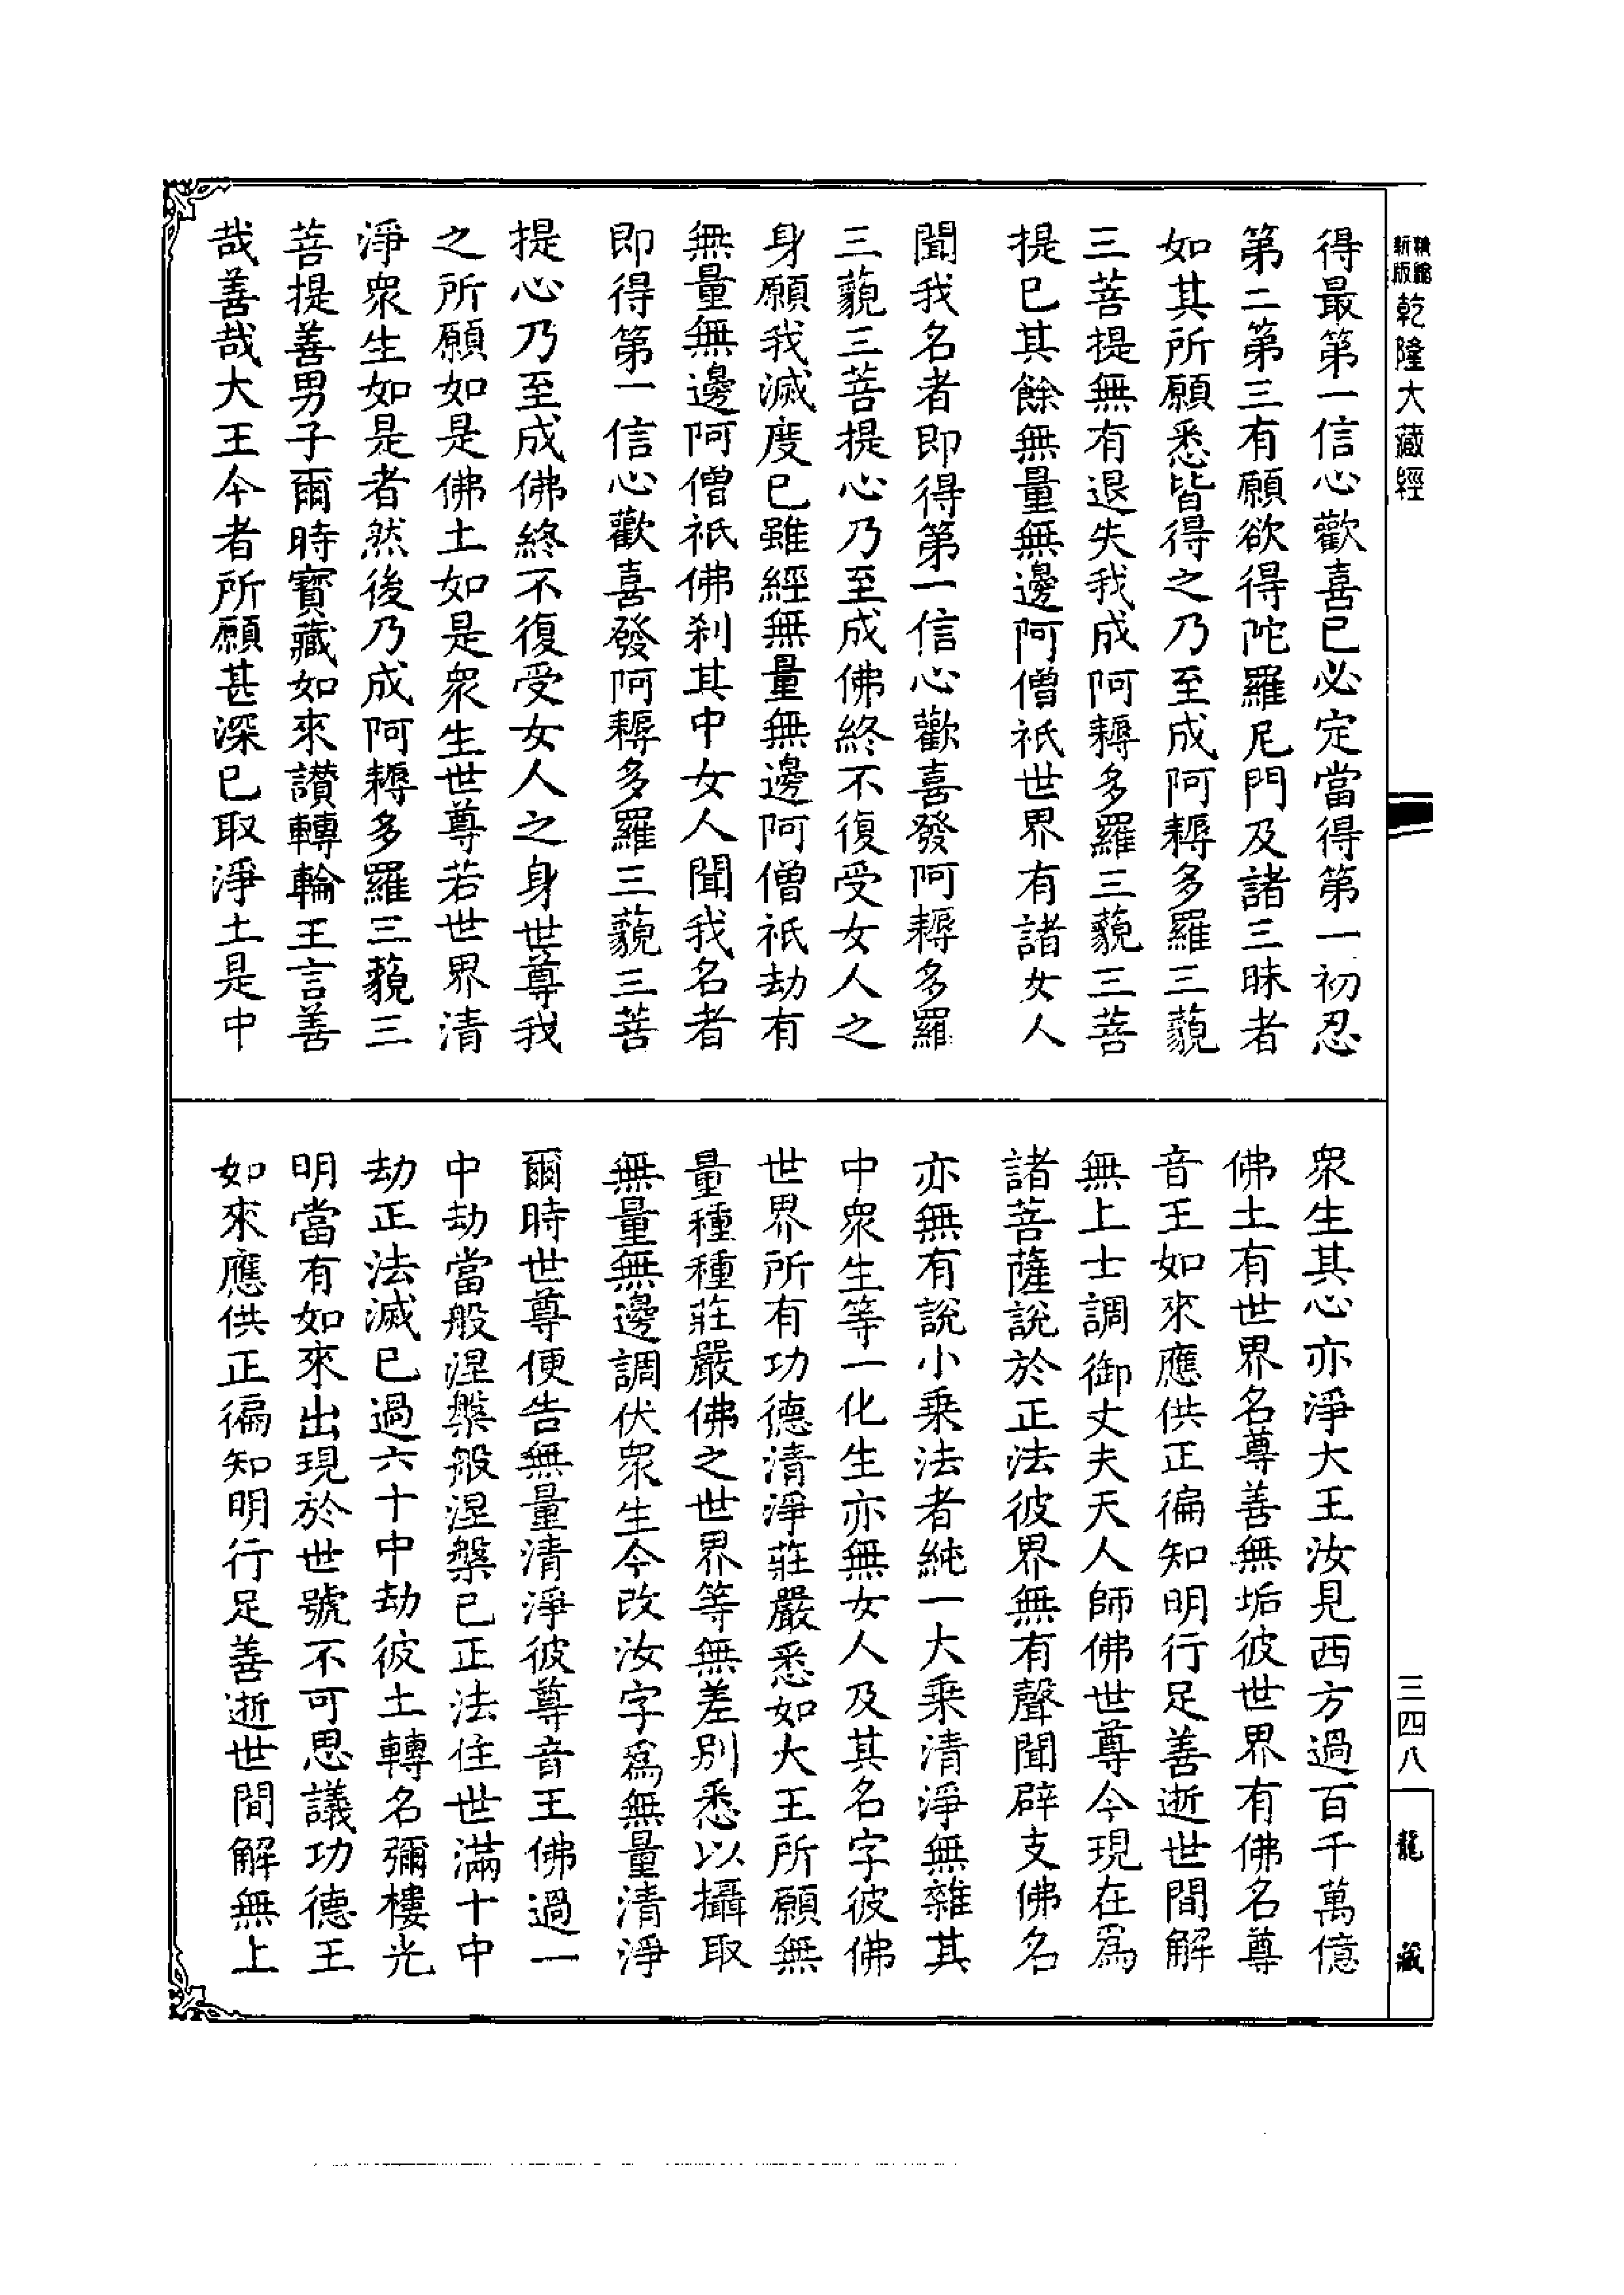 新版精縮乾隆大藏經
三四八
龍藏
得最第一信心歡喜已必定當得第一初忍
第二第三有願欲得陀羅尼門及諸三昧者
如其所願悉皆得之乃至成阿耨多羅三藐
三菩提無有退失我成阿耨多羅三藐三菩
提已其餘無量無邊阿僧祇世界有諸女人
聞我名者即得第一信心歡喜發阿耨多羅
三藐三菩提心乃至成佛終不復受女人之
身願我滅度已雖經無量無邊阿僧祇劫有
無量無邊阿僧祇佛刹其中女人聞我名者
即得第一信心歡喜發阿耨多羅三藐三菩
提心乃至成佛終不復受女人之身世尊我
之所願如是佛土如是衆生世尊若世界清
淨衆生如是者然後乃成阿耨多羅三藐三
菩提善男子爾時寳藏如來讃轉輪王言善
哉善哉大王今者所願甚深已取淨土是中
衆生其心亦淨大王汝見西方過百千萬億
佛土有世界名尊善無垢彼世界有佛名尊
音王如來應供正徧知明行足善逝世間解
無上士調御丈夫天人師佛世尊今現在爲
諸菩薩說於正法彼界無有聲聞辟支佛名
亦無有說小乗法者純一大乗清淨無雜其
中衆生等一化生亦無女人及其名字彼佛
世界所有功德清淨莊嚴悉如大王所願無
量種種莊嚴佛之世界等無差別悉以攝取
無量無邊調伏衆生今改汝字爲無量清淨
爾時世尊便告無量清淨彼尊音王佛過一
中劫當般涅槃般涅槃已正法住世滿十中
劫正法滅已過六十中劫彼土轉名彌樓光
明當有如來出現於世號不可思議功德王
如來應供正徧知明行足善逝世間解無上